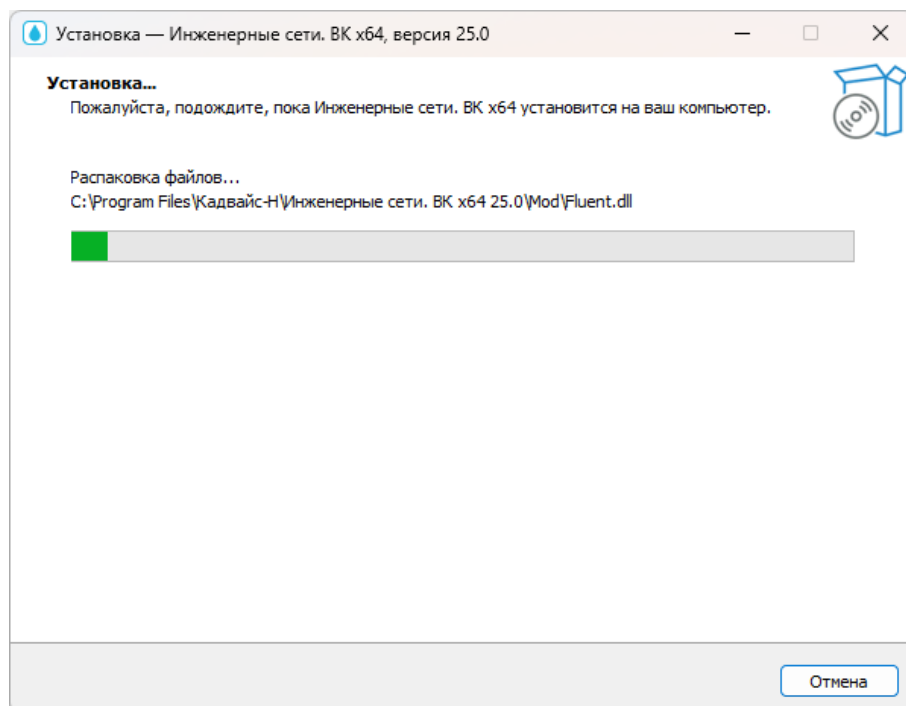 Установка — Инженерные сети. ВК x64, версия 25.0
Установка...
Пожалуйста, подождите, пока Инженерные сети. ВК x64 установится на ваш компьютер.
Распаковка файлов...
C:\Program Files\Кадвайс-Н\Инженерные сети. ВК x64 25.0\Mod\Fluent.dll
Отмена